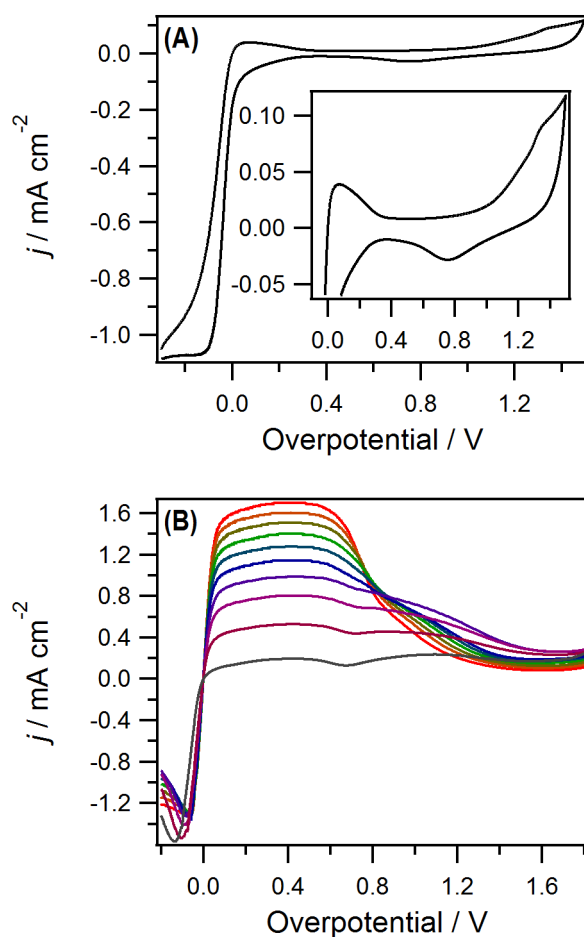 (A)
0.0
-0.2
-0.4
-0.6
-0.8
-1.0
j / mA cm⁻²
0.10
0.05
0.00
-0.05
0.0 0.4 0.8 1.2
0.0 0.4 0.8 1.2
Overpotential / V
(B)
1.6
1.2
0.8
0.4
0.0
-0.4
-0.8
-1.2
j / mA cm⁻²
0.0 0.4 0.8 1.2 1.6
Overpotential / V